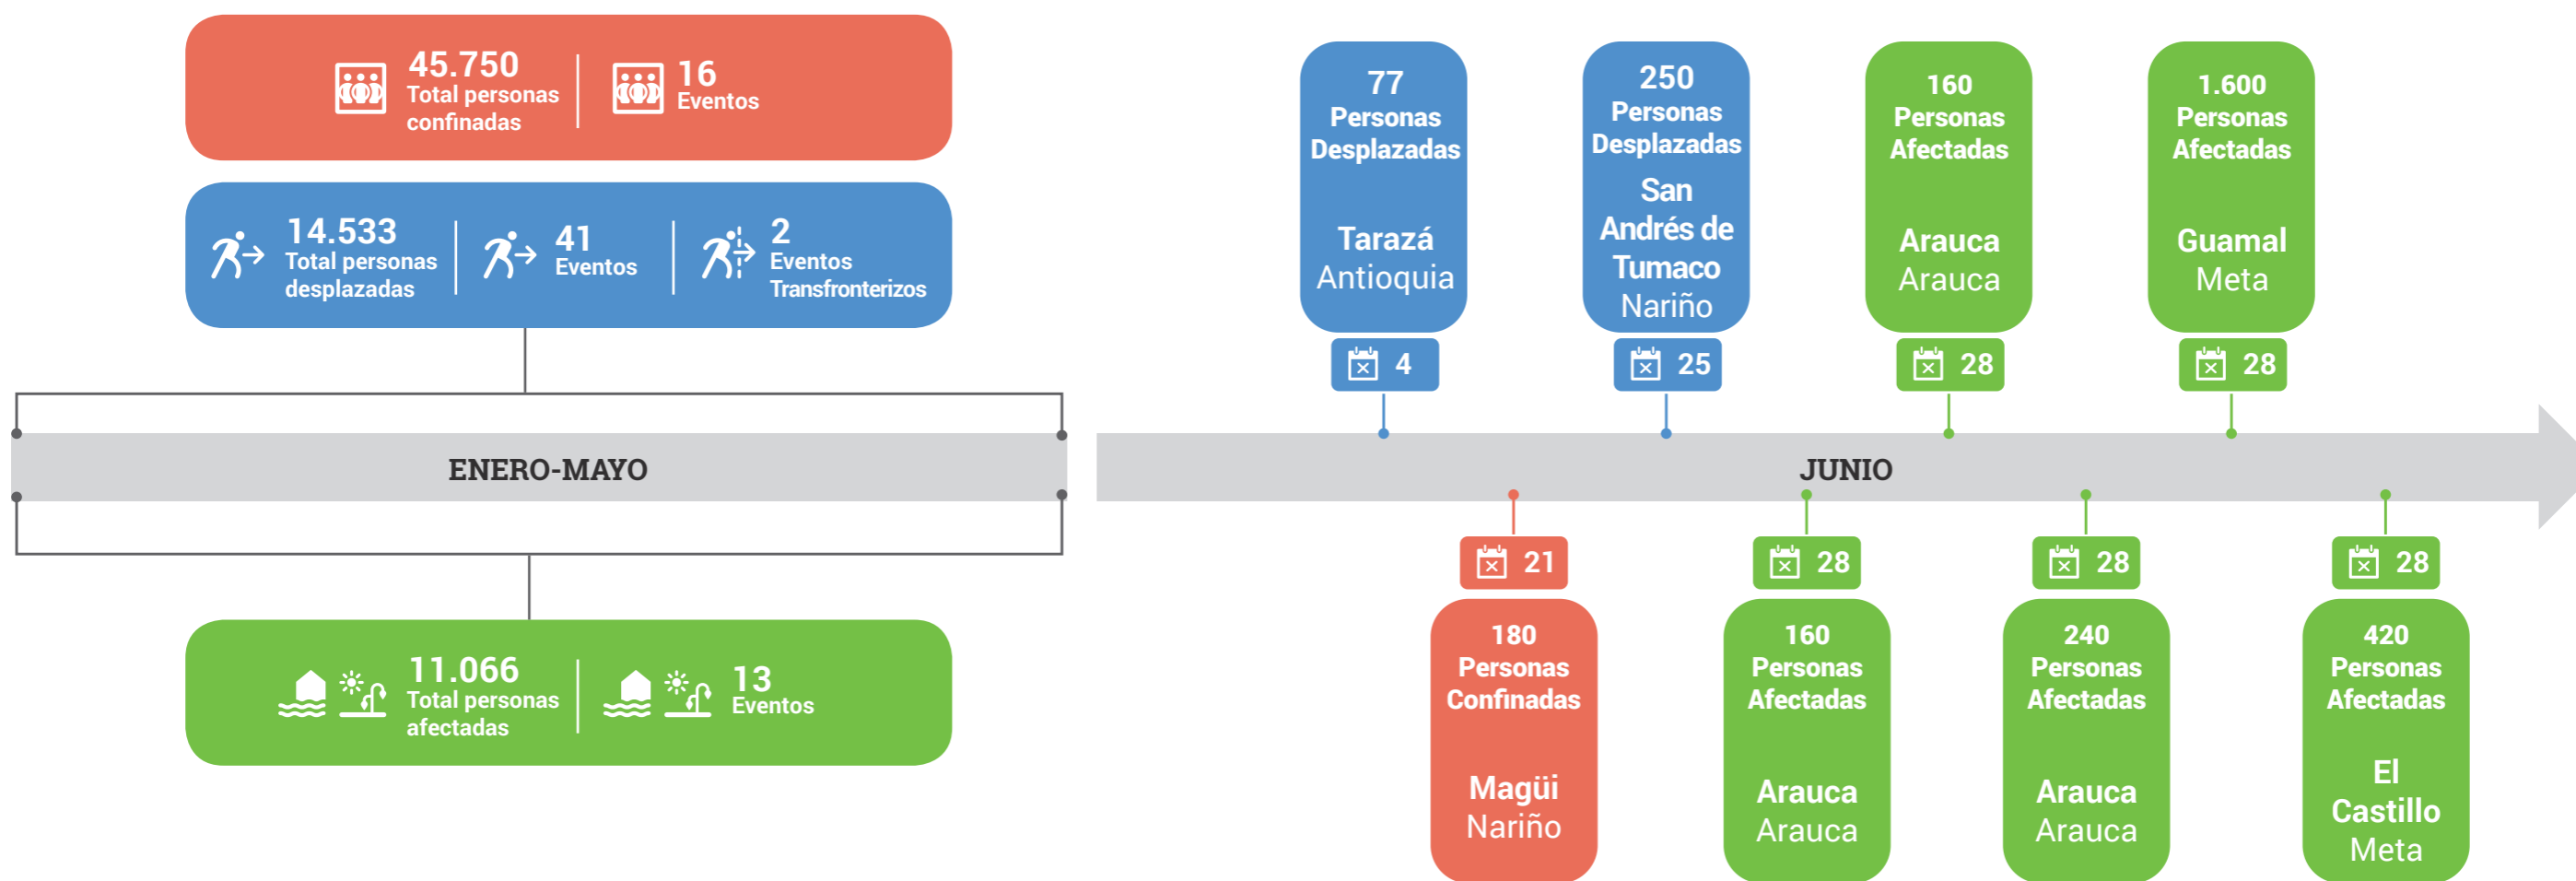 45.750
Total personas
confinadas
16
Eventos
14.533
Total personas
desplazadas
41
Eventos
2
Eventos
Transfronterizos
ENERO-MAYO
11.066
Total personas
afectadas
13
Eventos
77
Personas
Desplazadas
Tarazá
Antioquia
4
250
Personas
Desplazadas
San
Andrés de
Tumaco
Nariño
25
160
Personas
Afectadas
Arauca
Arauca
28
1.600
Personas
Afectadas
Guamal
Meta
28
JUNIO
21
180
Personas
Confinadas
Magüi
Nariño
28
160
Personas
Afectadas
Arauca
Arauca
28
240
Personas
Afectadas
Arauca
Arauca
28
420
Personas
Afectadas
El
Castillo
Meta